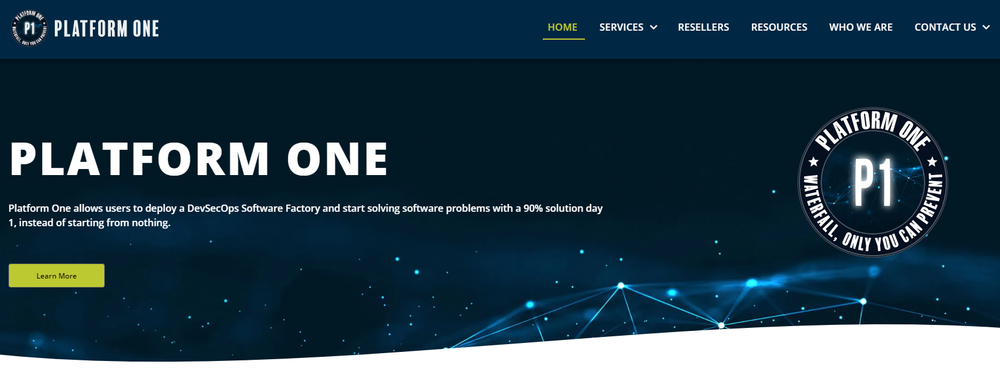 PLATFORM ONE
P1
WATERFALL, ONLY YOU CAN PREVENT
PLATFORM ONE
HOME
SERVICES
RESELLERS
RESOURCES
WHO WE ARE
CONTACT US
PLATFORM ONE
Platform One allows users to deploy a DevSecOps Software Factory and start solving software problems with a 90% solution day
1, instead of starting from nothing.
Learn More
PLATFORM ONE
P1
WATERFALL, ONLY YOU CAN PREVENT